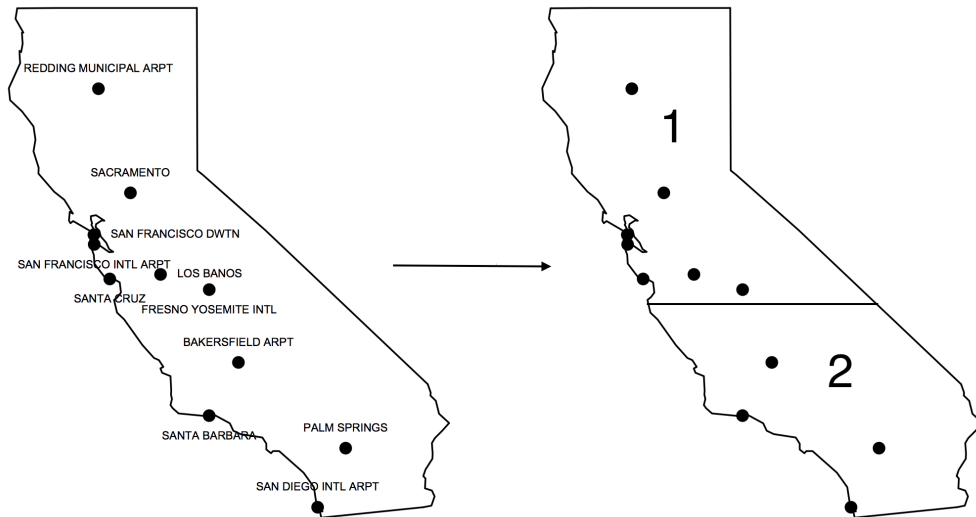 REDDING MUNICIPAL ARPT
1
SACRAMENTO
SAN FRANCISCO DWTN
SAN FRANCISCO INTL ARPT
LOS BANOS
SANTA CRUZ
FRESNO YOSEMITE INTL
BAKERSFIELD ARPT
2
SANTA BARBARA
PALM SPRINGS
SAN DIEGO INTL ARPT